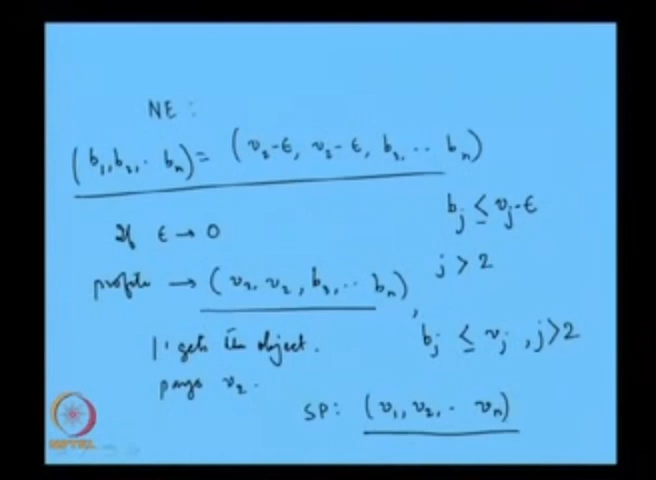 NE :
(b₁, b₂, .. bₙ) = (v₂-ϵ, v₂-ϵ, b₃, .. bₙ)
bⱼ ≤ vⱼ-ϵ
If ϵ → 0
j > 2
profile → (v₂, v₂, b₃, .. bₙ),
bⱼ ≤ vⱼ , j>2
1 gets the object.
pays v₂.
SP: (v₁, v₂, .. vₙ)
NPTEL